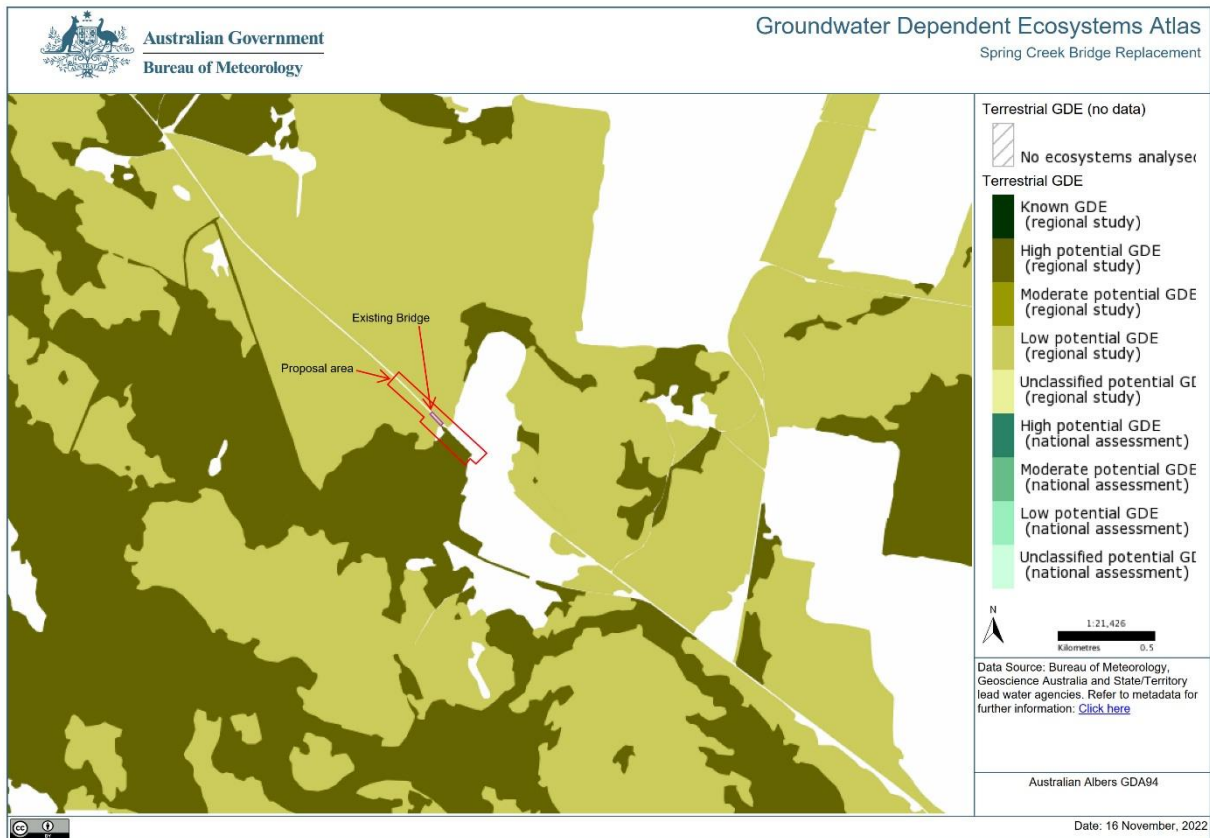 Australian Government
Bureau of Meteorology
Groundwater Dependent Ecosystems Atlas
Spring Creek Bridge Replacement
Existing Bridge
Proposal area
Terrestrial GDE (no data)
No ecosystems analysed
Terrestrial GDE
Known GDE
(regional study)
High potential GDE
(regional study)
Moderate potential GDE
(regional study)
Low potential GDE
(regional study)
Unclassified potential GD
(regional study)
High potential GDE
(national assessment)
Moderate potential GDE
(national assessment)
Low potential GDE
(national assessment)
Unclassified potential GD
(national assessment)
N
1:21,426
Kilometres 0.5
Data Source: Bureau of Meteorology,
Geoscience Australia and State/Territory
lead water agencies. Refer to metadata for
further information: Click here
Australian Albers GDA94
cc BY
Date: 16 November, 2022